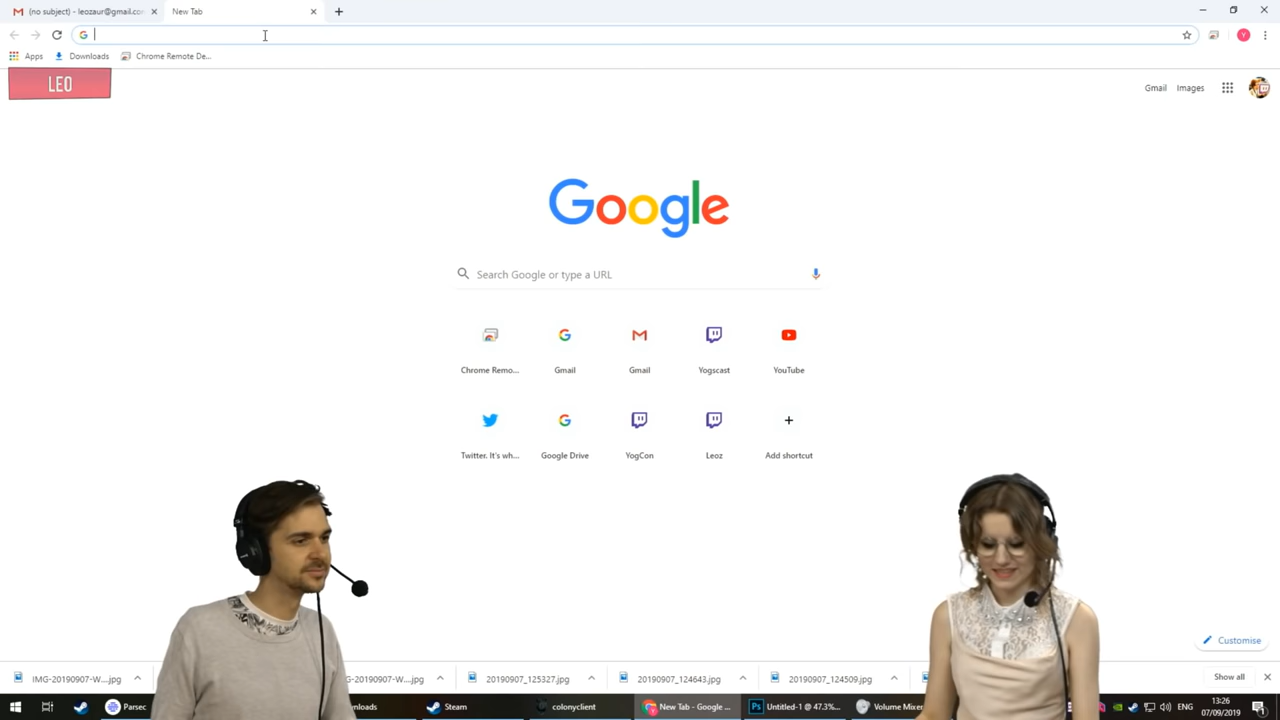 (no subject) - leozaur@gmail.co
New Tab
Apps
Downloads
Chrome Remote De...
LEO
Gmail
Images
Google
Search Google or type a URL
Chrome Remo...
Gmail
Gmail
Yogscast
YouTube
Twitter. It's wh...
Google Drive
YogCon
Leoz
Add shortcut
Customise
IMG-20190907-W....jpg
G-20190907-W....jpg
20190907_125327.jpg
20190907_124643.jpg
20190907_124509.jpg
Show all
Parsec
nloads
Steam
colonyclient
New Tab - Google ...
Untitled-1 @ 47.3%...
Volume Mixer
ENG
13:26
07/09/2019